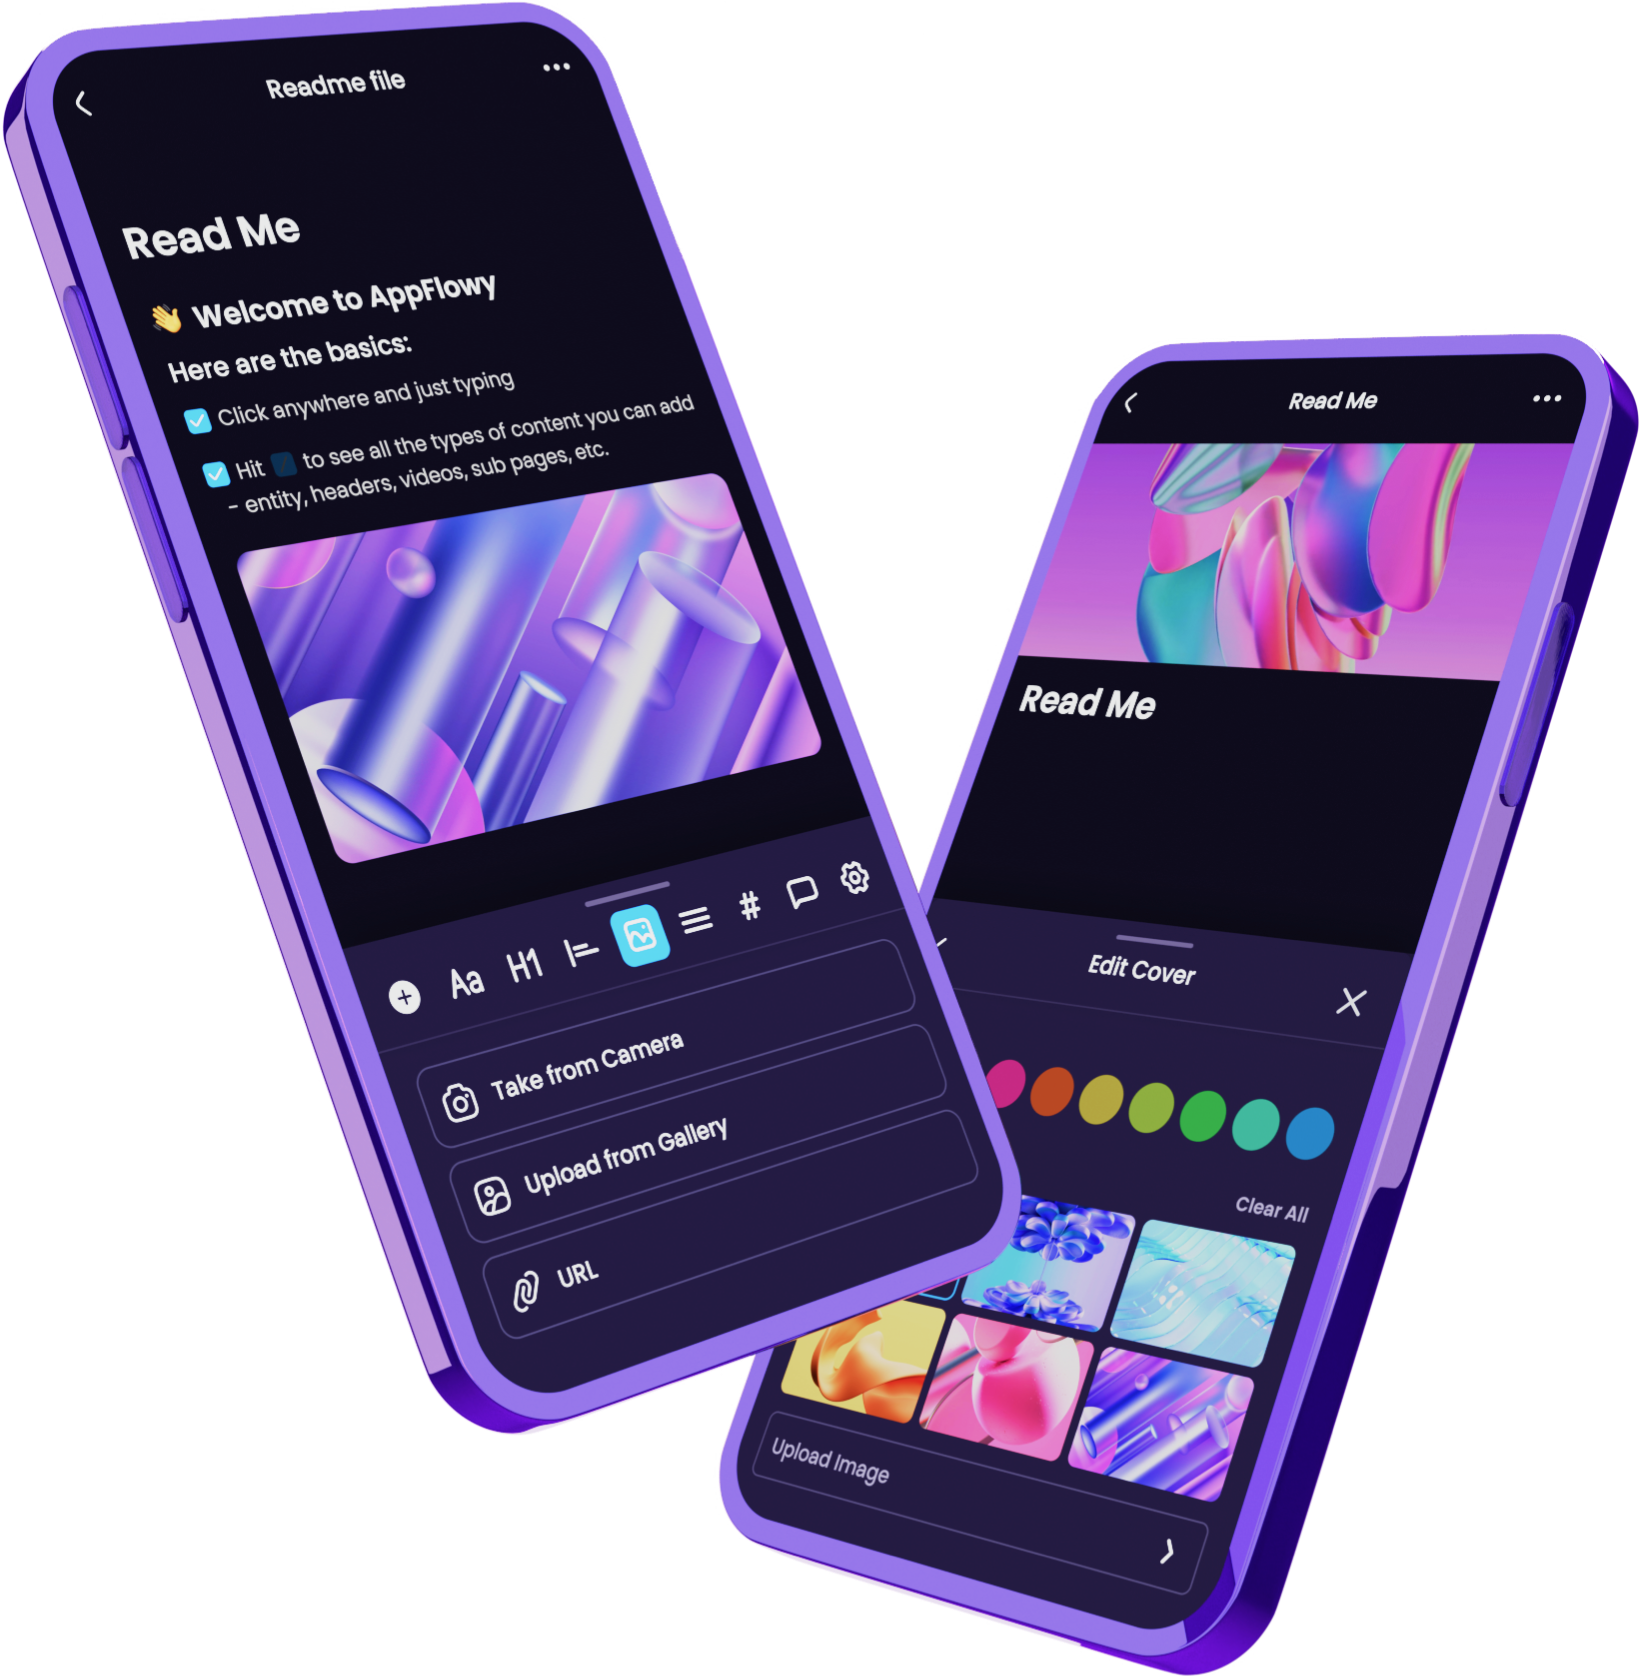 Readme file
Read Me
👋 Welcome to AppFlowy
Here are the basics:
Click anywhere and just typing
Hit / to see all the types of content you can add
– entity, headers, videos, sub pages, etc.
Aa
H1
#
Take from Camera
Upload from Gallery
URL
Read Me
Read Me
Edit Cover
Clear All
Upload Image